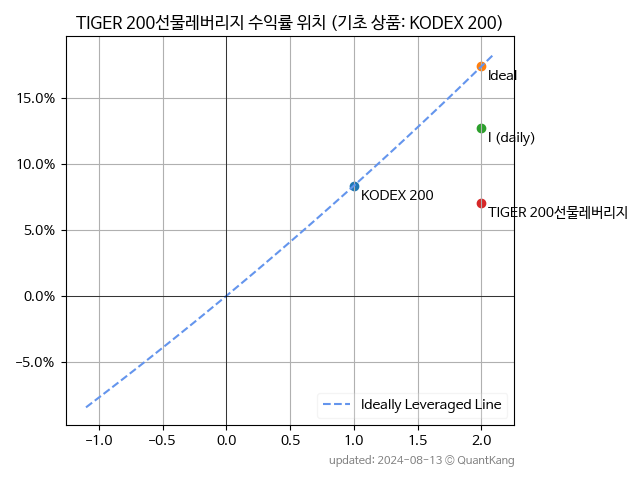 TIGER 200선물레버리지 수익률 위치 (기초 상품: KODEX 200)
15.0%
10.0%
5.0%
0.0%
−5.0%
Ideal
I (daily)
KODEX 200
TIGER 200선물레버리지
Ideally Leveraged Line
−1.0 −0.5 0.0 0.5 1.0 1.5 2.0
updated: 2024-08-13 © QuantKang